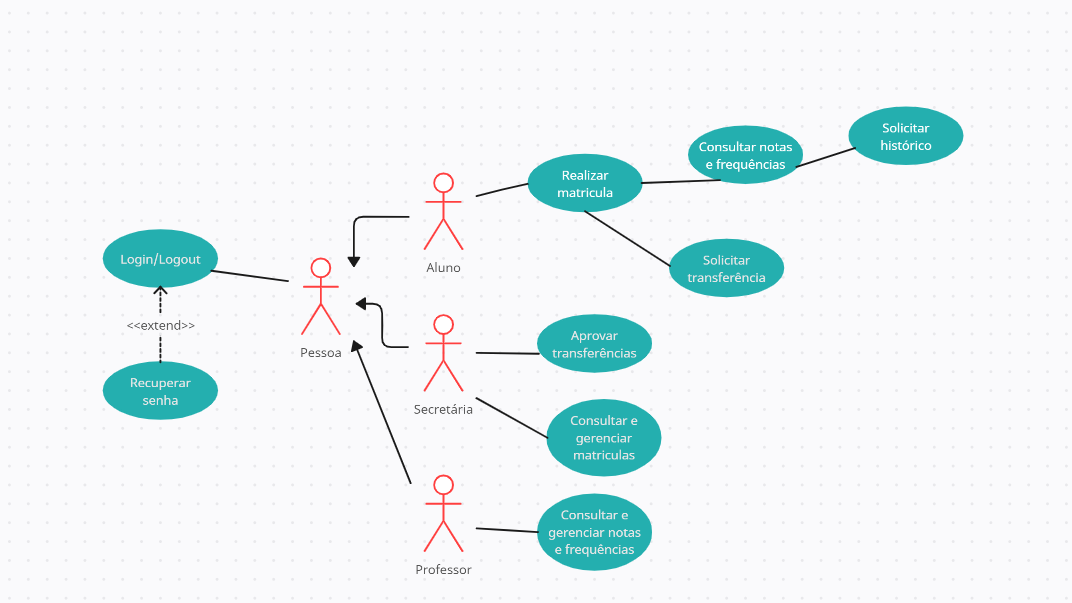 Solicitar
histórico
Consultar notas
e frequências
Realizar
matricula
Aluno
Solicitar
transferência
Login/Logout
<<extend>>
Recuperar
senha
Pessoa
Aprovar
transferências
Secretária
Consultar e
gerenciar
matriculas
Consultar e
gerenciar notas
e frequências
Professor